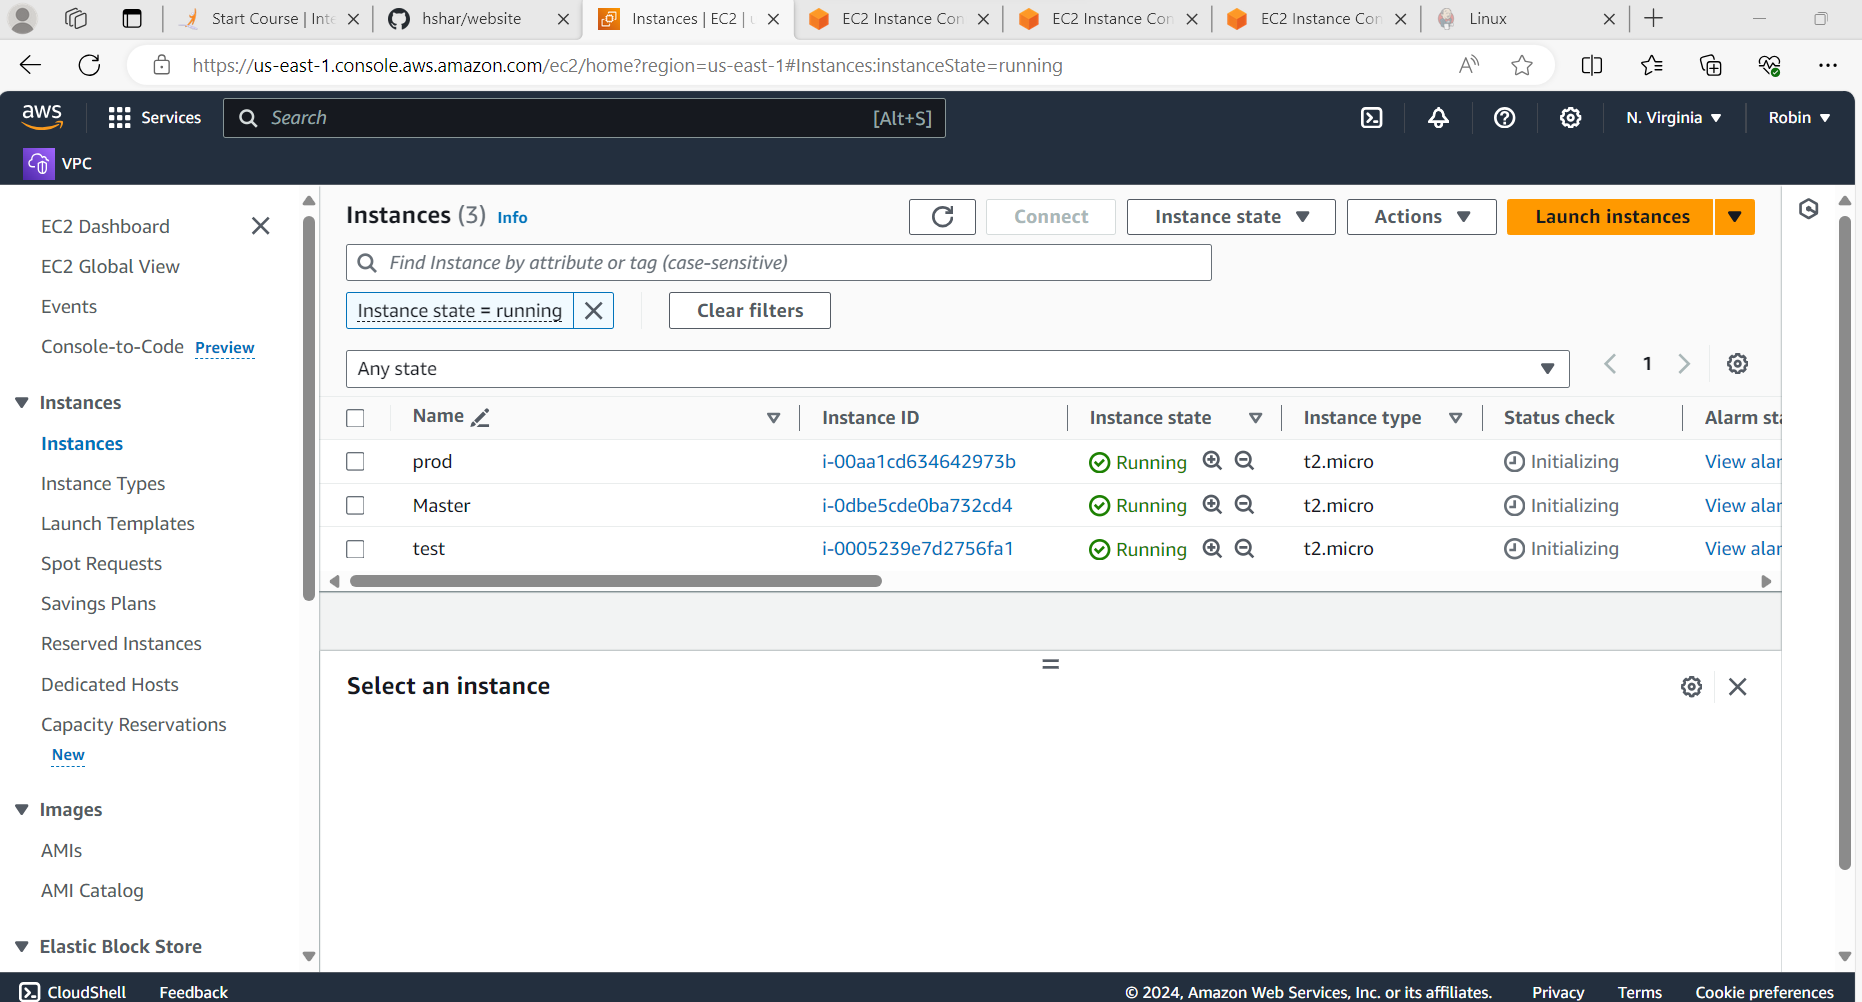 Start Course | Inte
hshar/website
Instances | EC2 | u
EC2 Instance Con
EC2 Instance Con
EC2 Instance Con
Linux
https://us-east-1.console.aws.amazon.com/ec2/home?region=us-east-1#Instances:instanceState=running
aws
Services
Search
[Alt+S]
N. Virginia
Robin
VPC
EC2 Dashboard
EC2 Global View
Events
Console-to-Code Preview
Instances
Instances
Instance Types
Launch Templates
Spot Requests
Savings Plans
Reserved Instances
Dedicated Hosts
Capacity Reservations
New
Images
AMIs
AMI Catalog
Elastic Block Store
Instances (3) Info
Connect
Instance state
Actions
Launch instances
Find Instance by attribute or tag (case-sensitive)
Instance state = running
Clear filters
Any state
1
Name Instance ID Instance state Instance type Status check Alarm sta
prod i-00aa1cd634642973b Running t2.micro Initializing View alar
Master i-0dbe5cde0ba732cd4 Running t2.micro Initializing View alar
test i-0005239e7d2756fa1 Running t2.micro Initializing View alar
Select an instance
CloudShell Feedback © 2024, Amazon Web Services, Inc. or its affiliates. Privacy Terms Cookie preferences